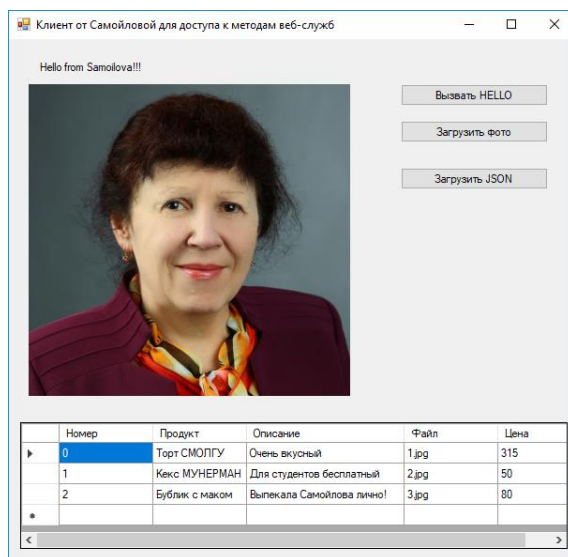 Клиент от Самойловой для доступа к методам веб-служб
Hello from Samoilova!!!
Вызвать HELLO
Загрузить фото
Загрузить JSON
Номер Продукт Описание Файл Цена
0 Торт СМОЛГУ Очень вкусный 1.jpg 315
1 Кекс МУНЕРМАН Для студентов бесплатный 2.jpg 50
2 Бублик с маком Выпекала Самойлова лично! 3.jpg 80